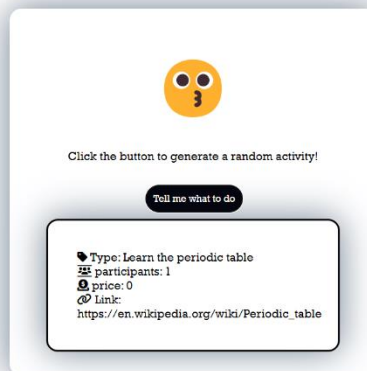 Click the button to generate a random activity!
Tell me what to do
Type: Learn the periodic table
participants: 1
price: 0
Link:
https://en.wikipedia.org/wiki/Periodic_table